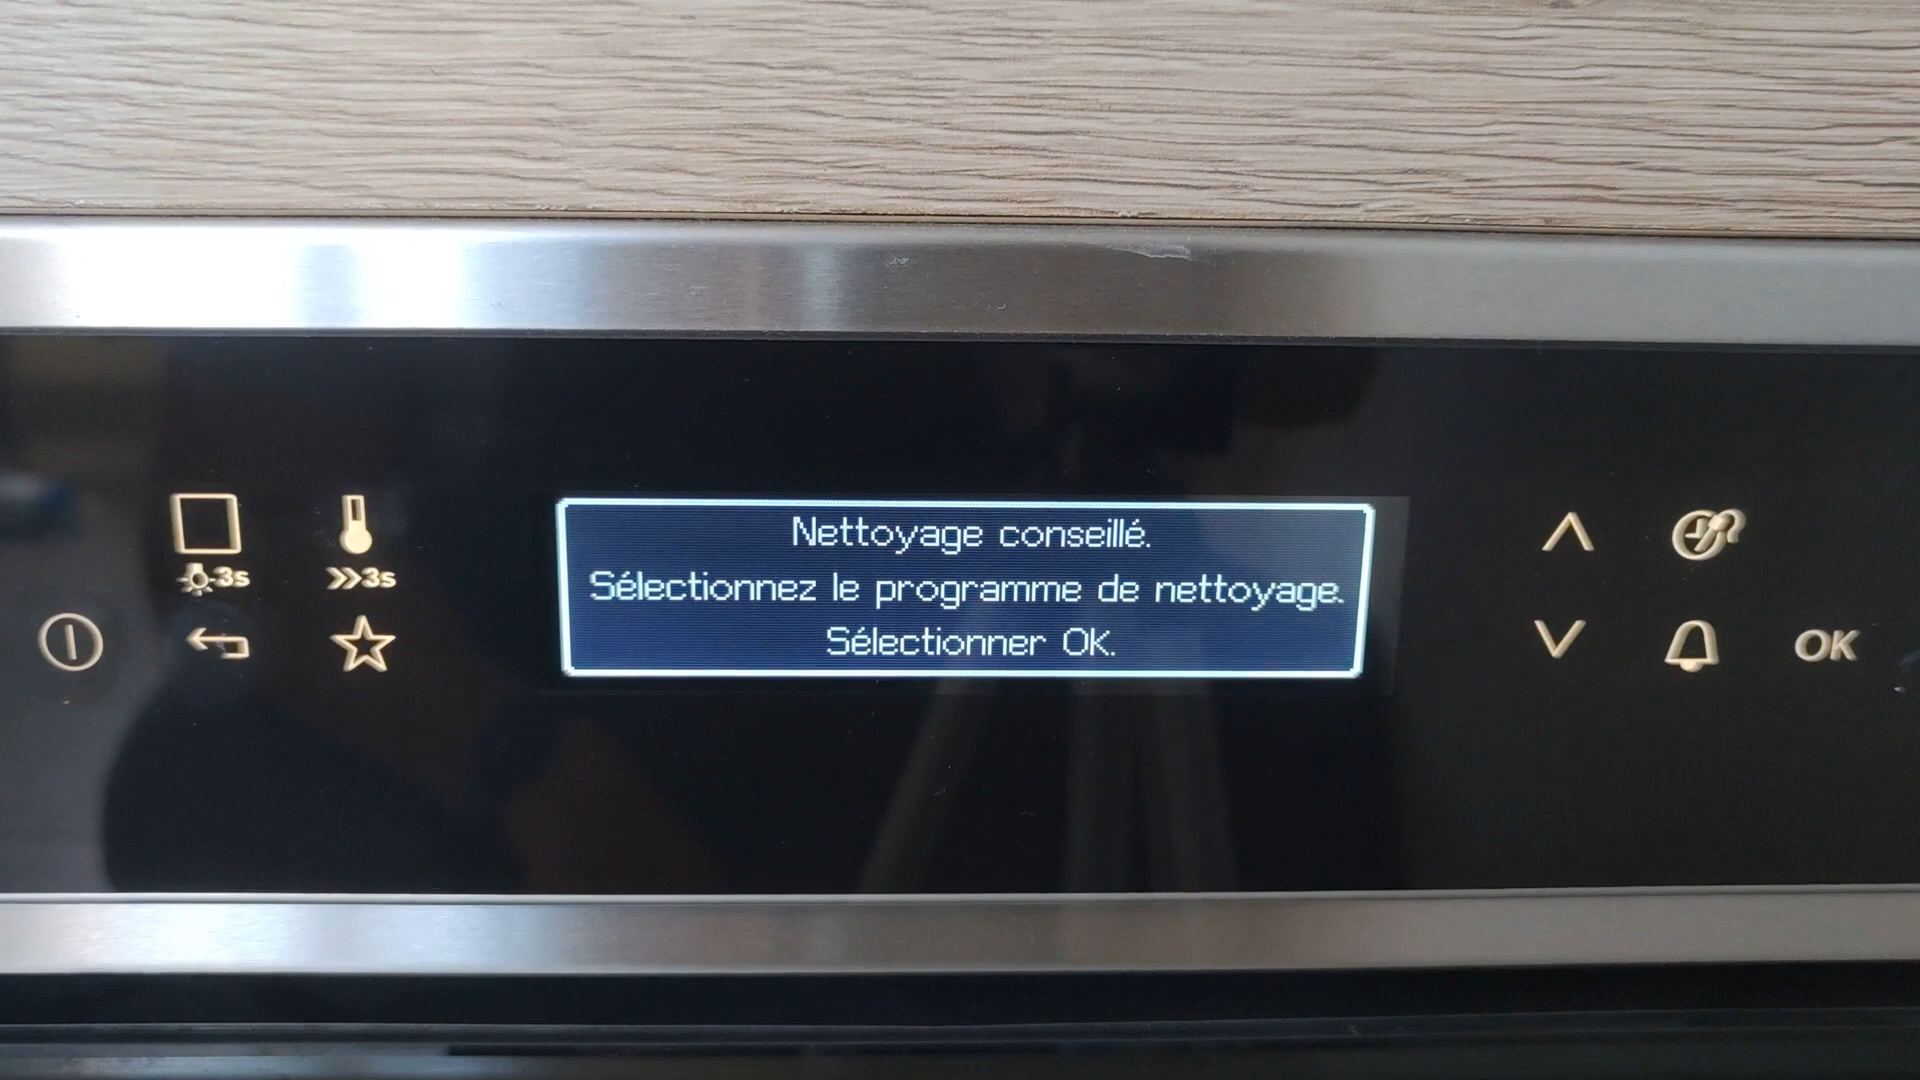 Nettoyage conseillé.
Sélectionnez le programme de nettoyage.
Sélectionner OK.
3s
3s
OK